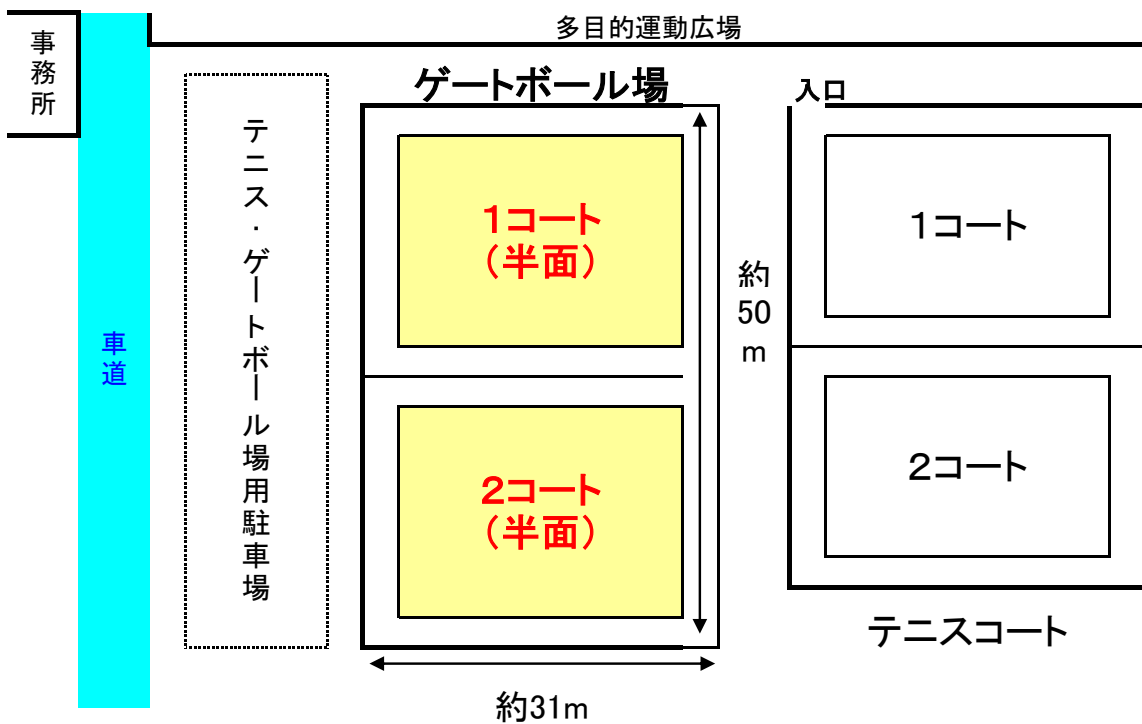 多目的運動広場
事務所
ゲートボール場
入口
テニス・ゲートボール場用駐車場
1コート
(半面)
1コート
車道
約
50
m
2コート
(半面)
2コート
テニスコート
約31m